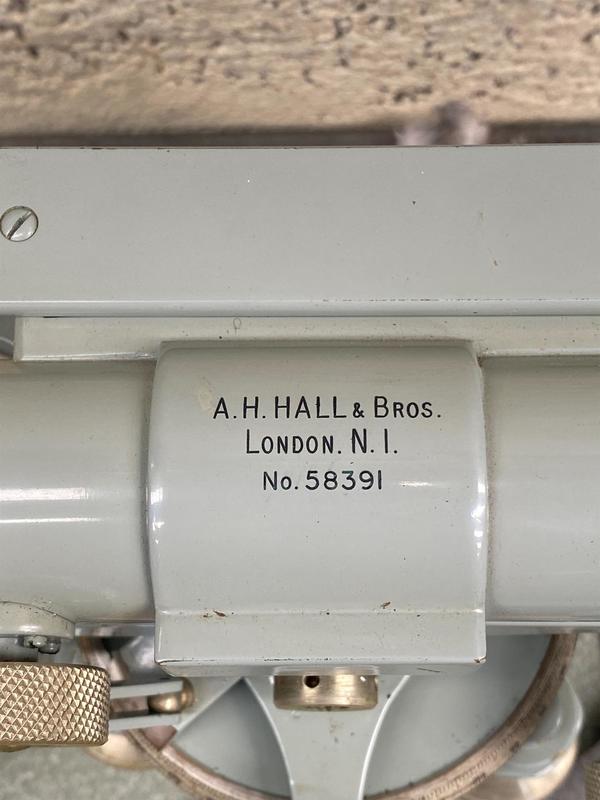 A.H. HALL & BROS.
LONDON. N.1.
No. 58391